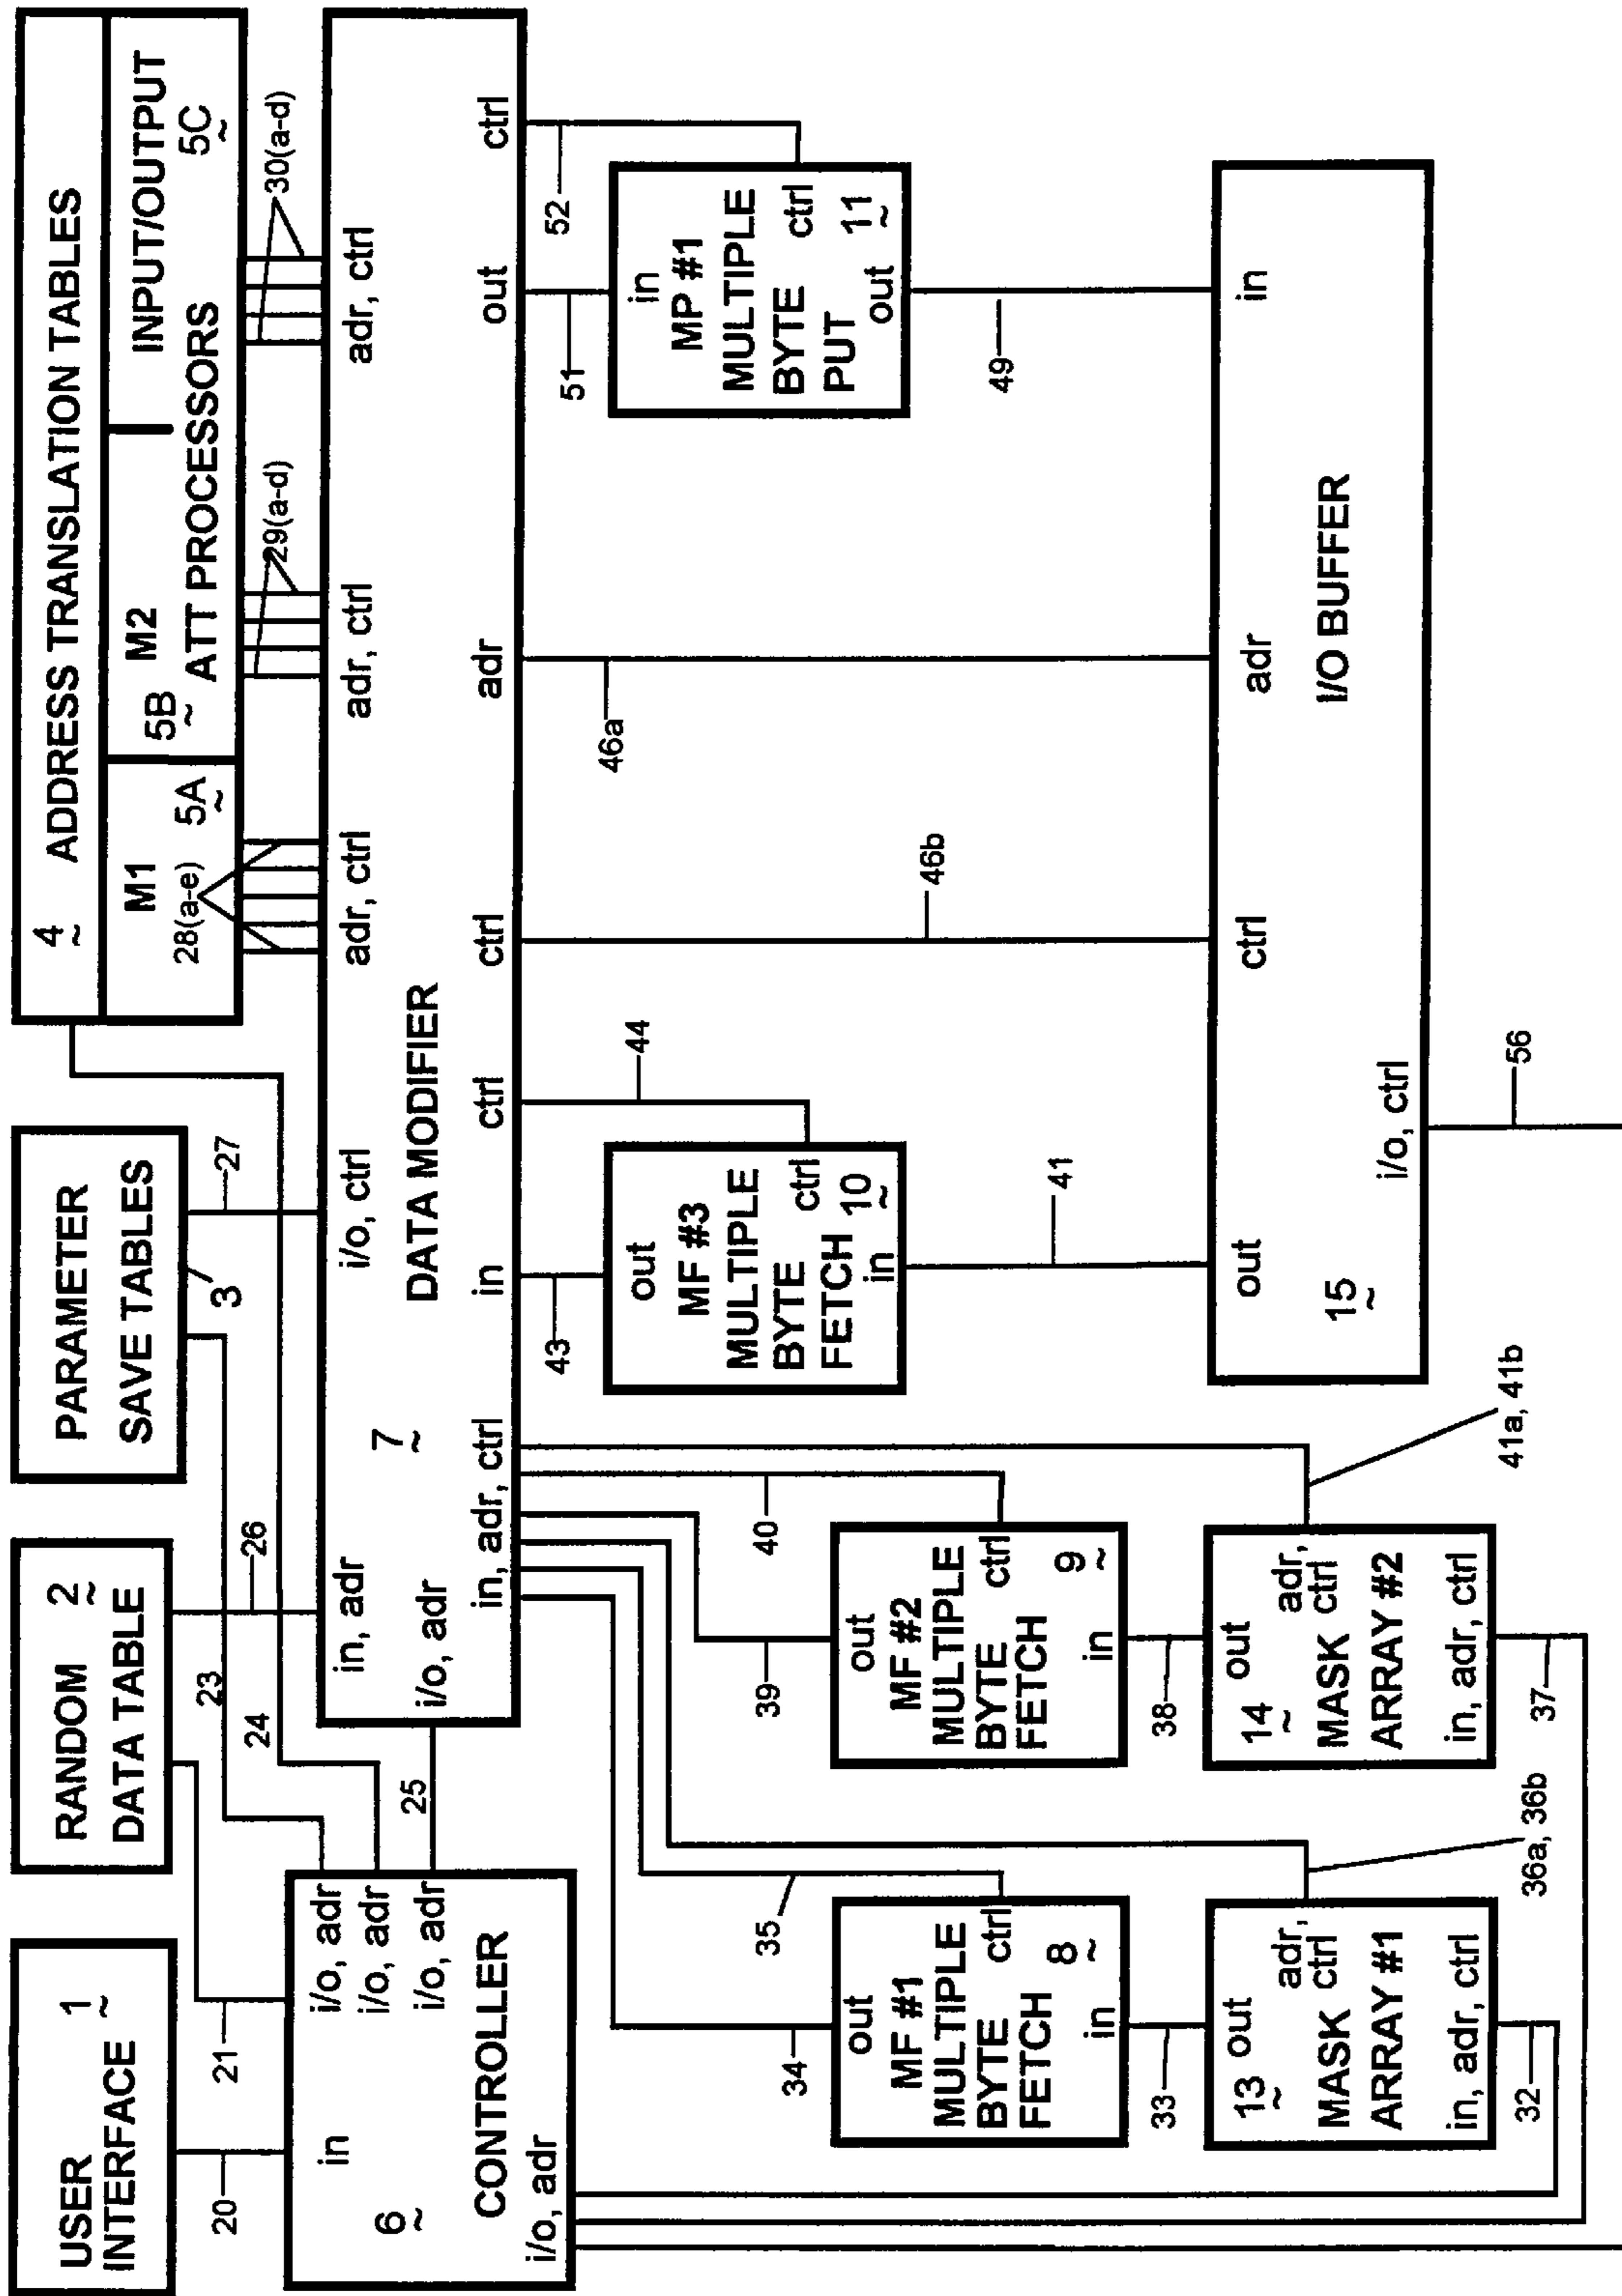 USER
INTERFACE
1
~
RANDOM
DATA TABLE
2
~
PARAMETER
SAVE TABLES
3
4
~
ADDRESS TRANSLATION TABLES
M1
5A
~
28(a-e)
M2
5B
~
ATT PROCESSORS
INPUT/OUTPUT
5C
~
29(a-d)
30(a-d)
20
21
23
24
26
27
in
i/o, adr
i/o, adr
i/o, adr
6
~
CONTROLLER
i/o, adr
25
in, adr
i/o, adr
7
~
i/o, ctrl
adr, ctrl
adr, ctrl
adr, ctrl
DATA MODIFIER
in, adr, ctrl
in
ctrl
ctrl
adr
out
ctrl
34
35
39
40
43
44
46b
46a
51
52
out
MF #1
MULTIPLE
BYTE
FETCH
ctrl
8
~
in
out
MF #2
MULTIPLE
BYTE
FETCH
ctrl
9
~
in
out
MF #3
MULTIPLE
BYTE
FETCH
ctrl
10
~
in
in
MP #1
MULTIPLE
BYTE
PUT
ctrl
11
~
out
33
38
41
49
13
~
out
adr,
ctrl
MASK
ARRAY #1
in, adr, ctrl
36a, 36b
32
14
~
out
adr,
ctrl
MASK
ARRAY #2
in, adr, ctrl
41a, 41b
37
out
ctrl
adr
in
15
~
I/O BUFFER
i/o, ctrl
56